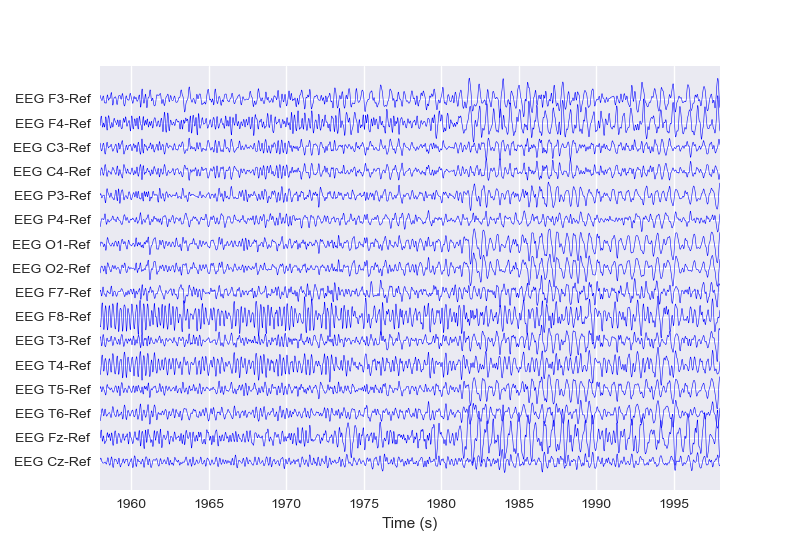 EEG F3-Ref
EEG F4-Ref
EEG C3-Ref
EEG C4-Ref
EEG P3-Ref
EEG P4-Ref
EEG O1-Ref
EEG O2-Ref
EEG F7-Ref
EEG F8-Ref
EEG T3-Ref
EEG T4-Ref
EEG T5-Ref
EEG T6-Ref
EEG Fz-Ref
EEG Cz-Ref
1960 1965 1970 1975 1980 1985 1990 1995
Time (s)